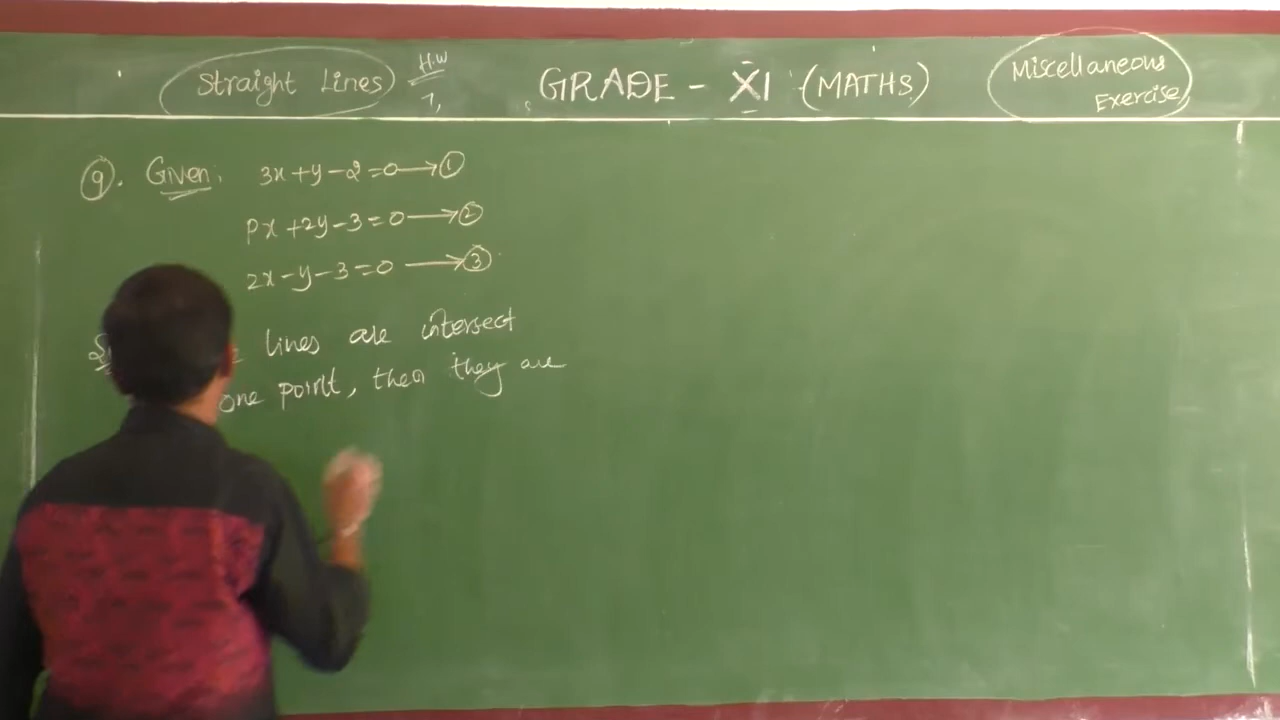 Straight Lines
H.W
7,
GRADE - XI (MATHS)
Miscellaneous
Exercise
9. Given: 3x+y-2=0→①
px+2y-3=0→②
2x-y-3=0→③
lines are intersect
one point, then they are